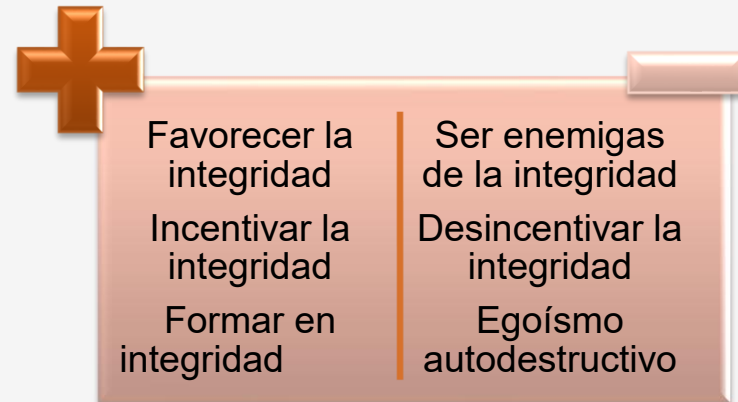 Favorecer la
integridad
Incentivar la
integridad
Formar en
integridad
Ser enemigas
de la integridad
Desincentivar la
integridad
Egoísmo
autodestructivo